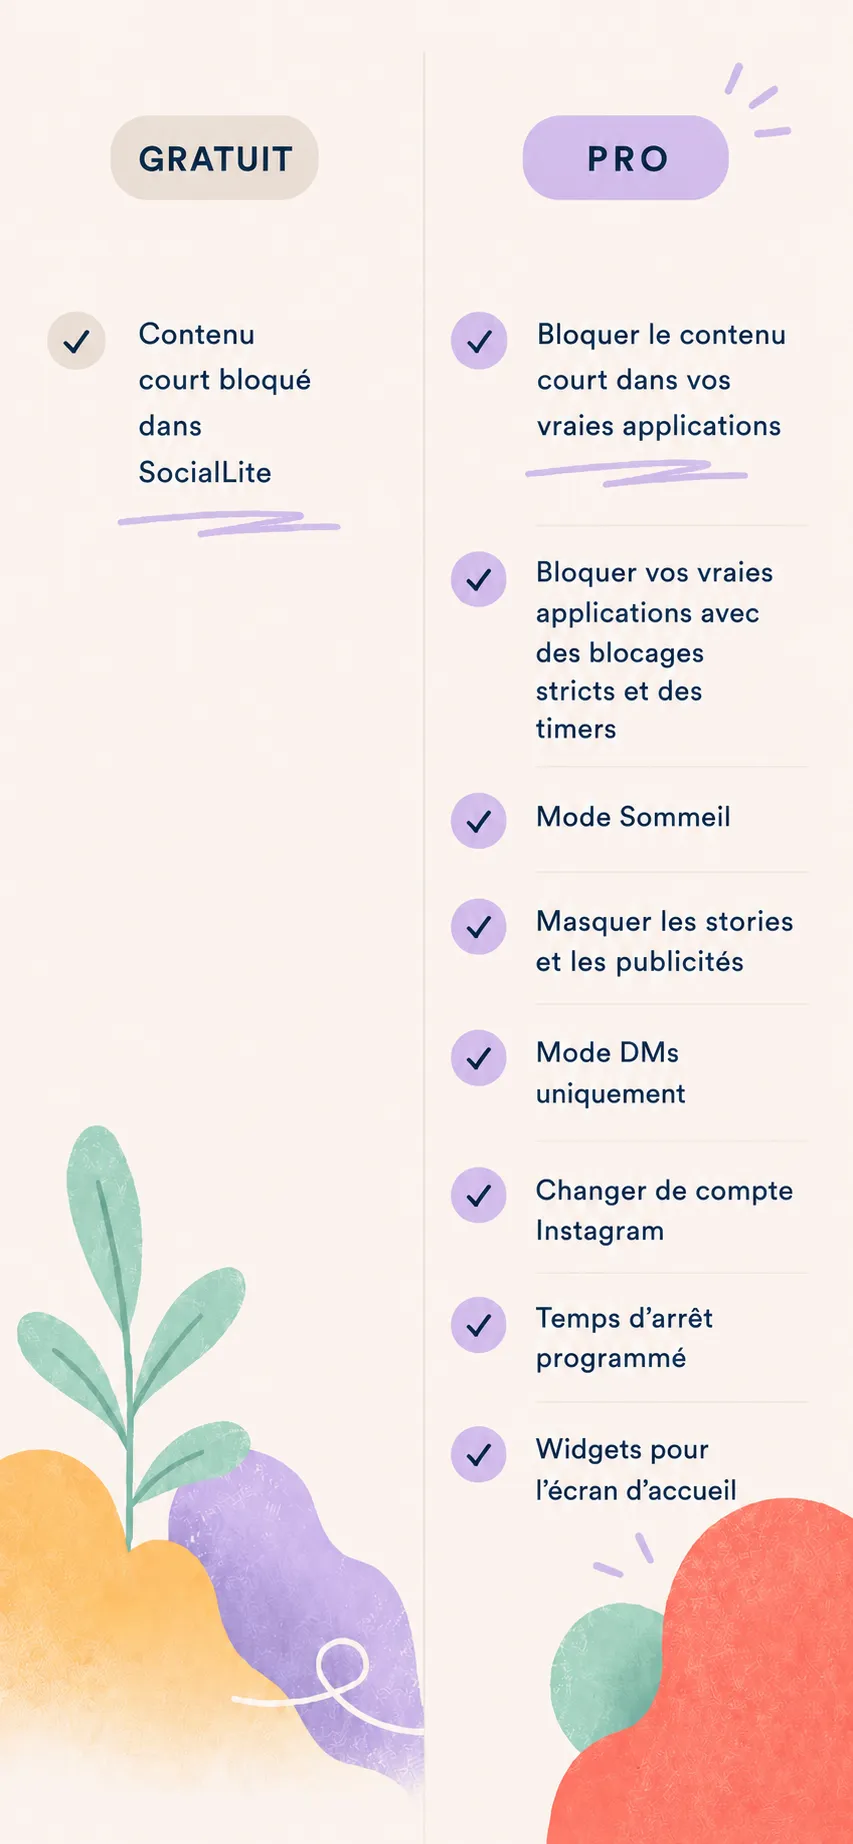 GRATUIT
Contenu
court bloqué
dans
SocialLite
PRO
Bloquer le contenu
court dans vos
vraies applications
Bloquer vos vraies
applications avec
des blocages
stricts et des
timers
Mode Sommeil
Masquer les stories
et les publicités
Mode DMs
uniquement
Changer de compte
Instagram
Temps d’arrêt
programmé
Widgets pour
l’écran d’accueil